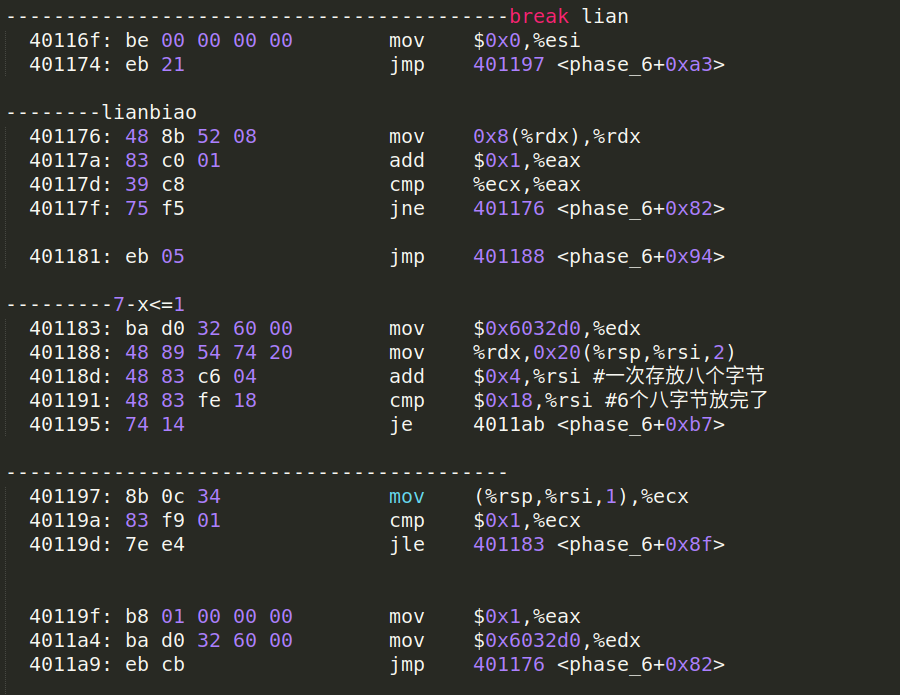 ------------------------------------------break lian
40116f: be 00 00 00 00 mov $0x0,%esi
401174: eb 21 jmp 401197 <phase_6+0xa3>
--------lianbiao
401176: 48 8b 52 08 mov 0x8(%rdx),%rdx
40117a: 83 c0 01 add $0x1,%eax
40117d: 39 c8 cmp %ecx,%eax
40117f: 75 f5 jne 401176 <phase_6+0x82>
401181: eb 05 jmp 401188 <phase_6+0x94>
---------7-x<=1
401183: ba d0 32 60 00 mov $0x6032d0,%edx
401188: 48 89 54 74 20 mov %rdx,0x20(%rsp,%rsi,2)
40118d: 48 83 c6 04 add $0x4,%rsi #一次存放八个字节
401191: 48 83 fe 18 cmp $0x18,%rsi #6个八字节放完了
401195: 74 14 je 4011ab <phase_6+0xb7>
------------------------------------------
401197: 8b 0c 34 mov (%rsp,%rsi,1),%ecx
40119a: 83 f9 01 cmp $0x1,%ecx
40119d: 7e e4 jle 401183 <phase_6+0x8f>
40119f: b8 01 00 00 00 mov $0x1,%eax
4011a4: ba d0 32 60 00 mov $0x6032d0,%edx
4011a9: eb cb jmp 401176 <phase_6+0x82>